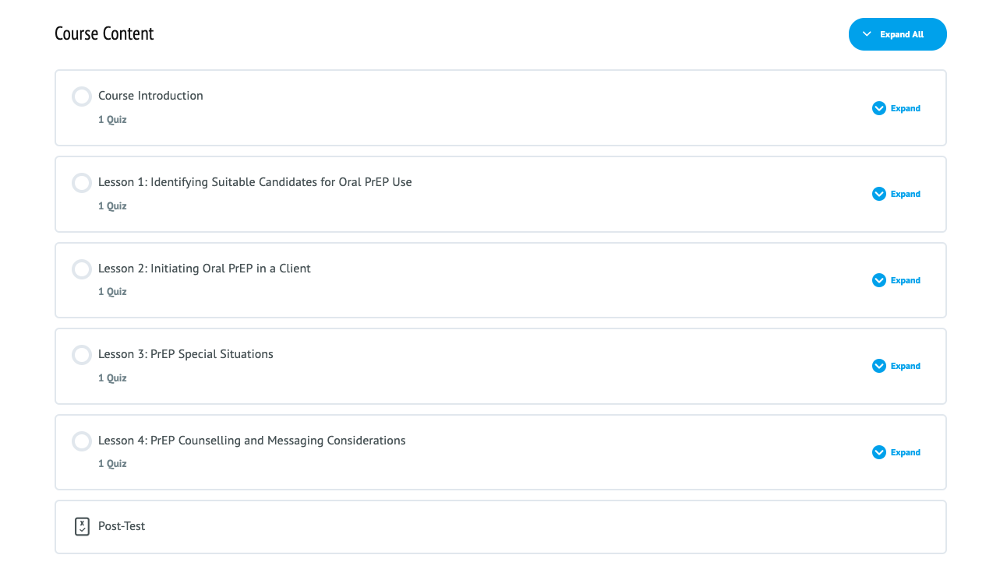 Course Content
Expand All
Course Introduction
1 Quiz
Expand
Lesson 1: Identifying Suitable Candidates for Oral PrEP Use
1 Quiz
Expand
Lesson 2: Initiating Oral PrEP in a Client
1 Quiz
Expand
Lesson 3: PrEP Special Situations
1 Quiz
Expand
Lesson 4: PrEP Counselling and Messaging Considerations
1 Quiz
Expand
Post-Test